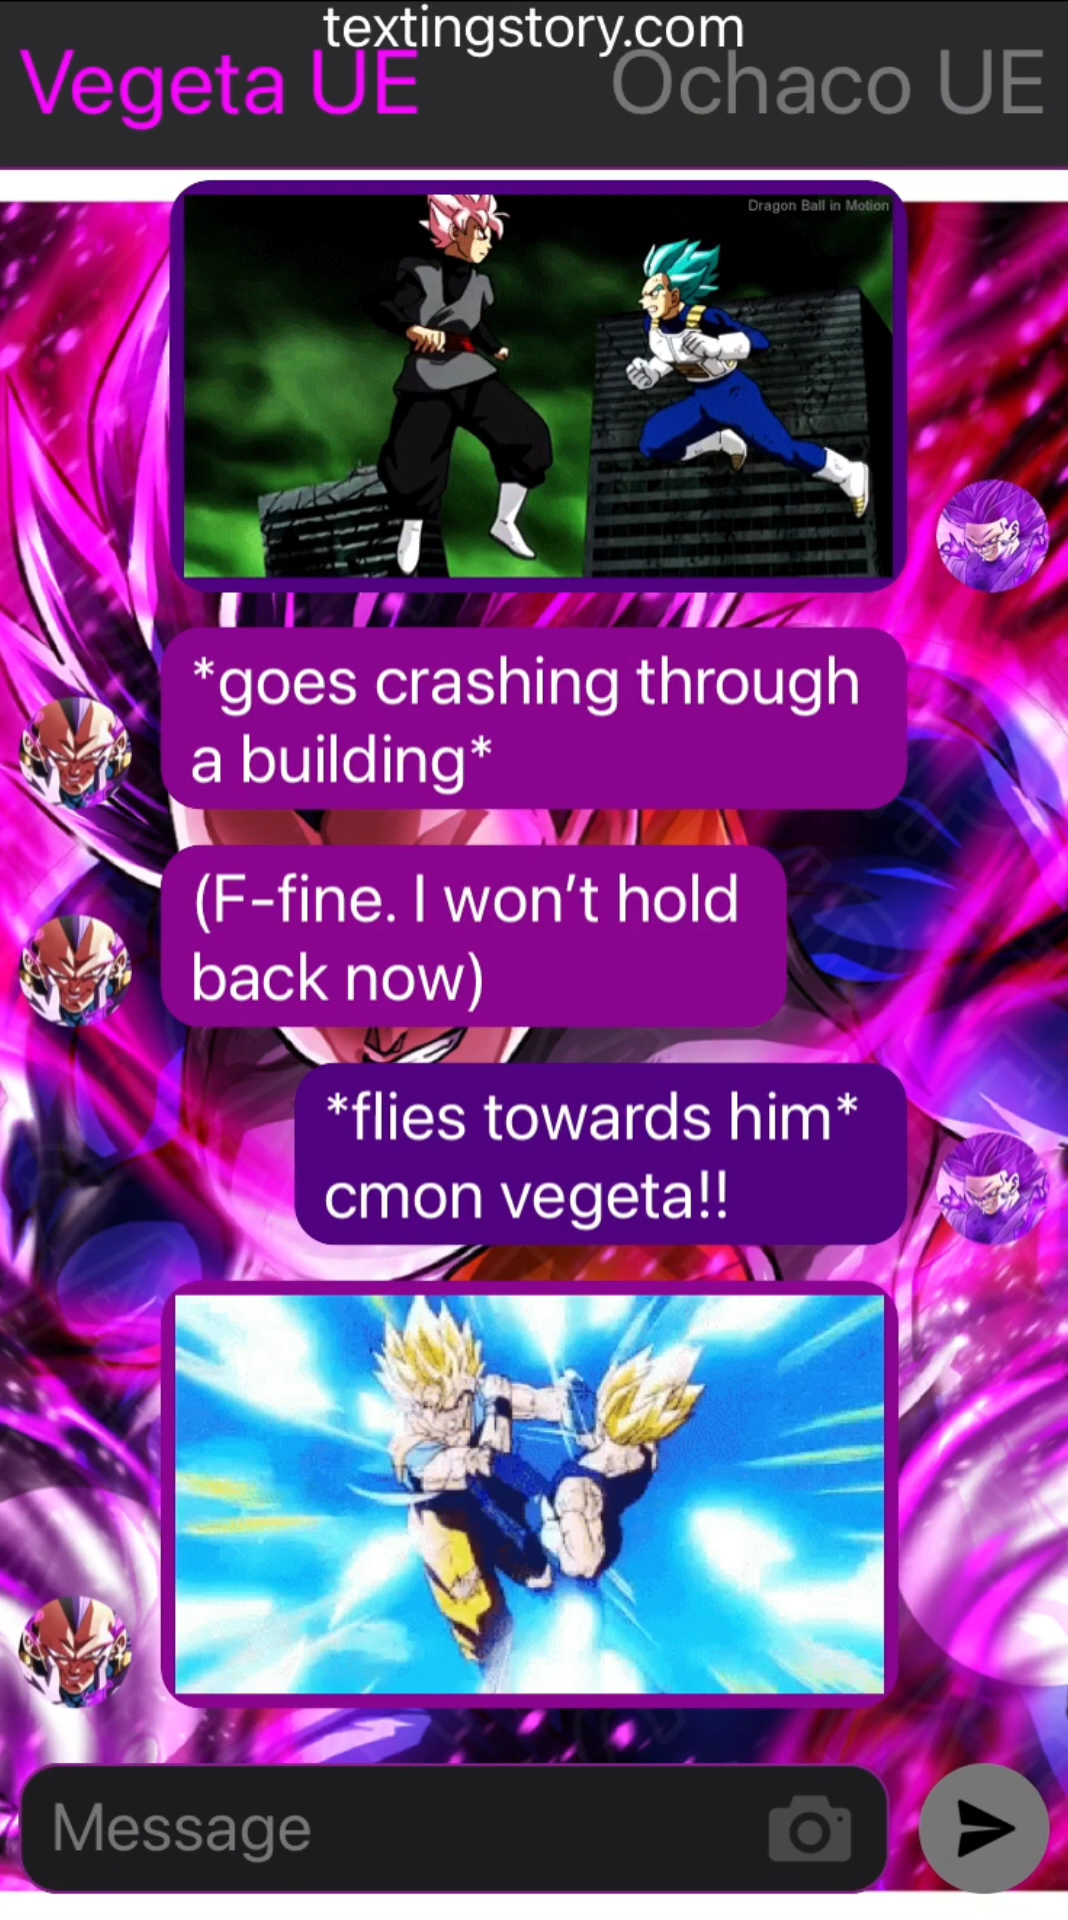 textingstory.com
Vegeta UE
Ochaco UE
Dragon Ball in Motion
*goes crashing through
a building*
(F-fine. I won’t hold
back now)
*flies towards him*
cmon vegeta!!
Message